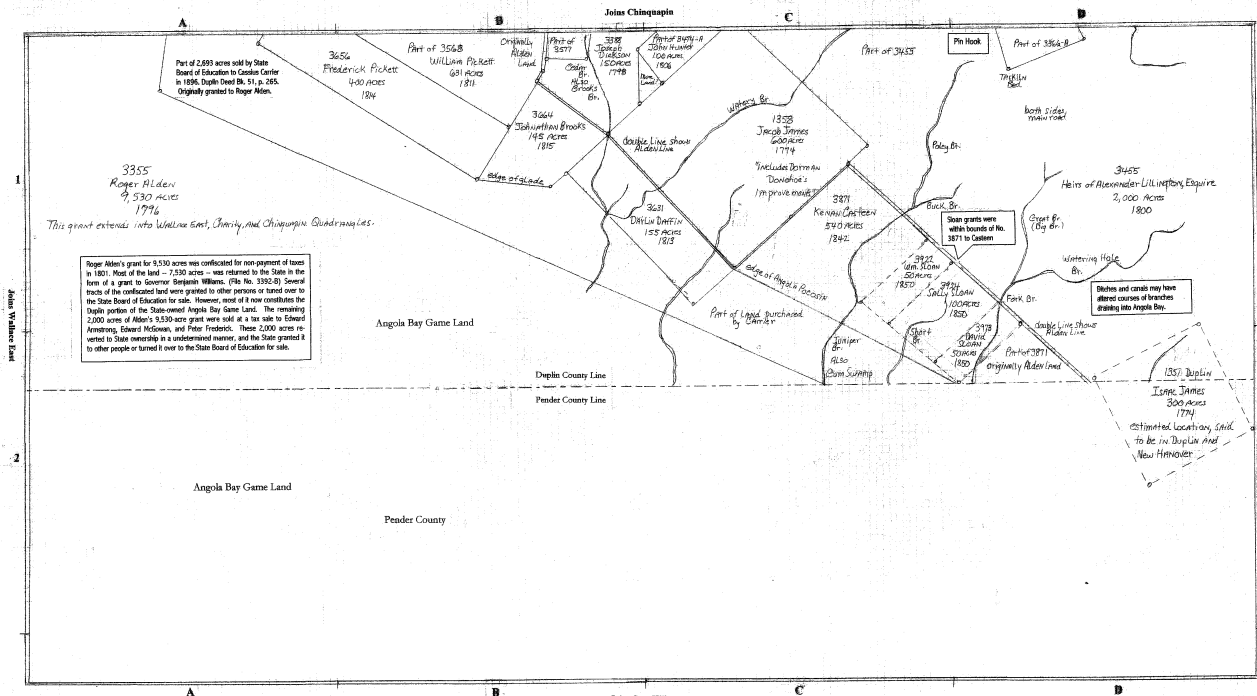 Joins Chinquapin
A
B
C
D
Part of 2,693 acres sold by State
Board of Education to Cassius Carrier
in 1896. Duplin Deed Bk. 51, p. 265.
Originally granted to Roger Alden.
3656
Frederick Pickett
400 Acres
1814
Part of 3568
William Pickett
631 Acres
1811
Originally
Alden
Land
Part of
3577
Cedar
Br.
Also
Brooks
Br.
3388
Joseph
Dickson
150 Acres
1798
Part of 3474-A
John Hunter
100 Acres
1806
Part of 3455
Pin Hook
Part of 3366-A
Tarkiln
Bed
both sides
main road
3664
Johnathan Brooks
145 Acres
1815
double Line shows
Alden Line
Watery Br.
1358
Jacob James
600 Acres
1774
"Includes Dorman
Donohoe's
Improvements"
Poley Br.
1
3355
Roger Alden
9,530 Acres
1796
This grant extends into Wallace East, Charity, and Chinquapin Quadrangles.
edge of glade
3631
Daylin Daffin
155 Acres
1813
3871
Kenan Casteen
540 Acres
1842
Buck Br.
Sloan grants were
within bounds of No.
3871 to Casteen
3455
Heirs of Alexander Lillington, Esquire
2,000 Acres
1800
Great Br.
(Big Br.)
Watering Hole
Br.
Roger Alden's grant for 9,530 acres was confiscated for non-payment of taxes
in 1801. Most of the land – 7,530 acres – was returned to the State in the
form of a grant to Governor Benjamin Williams. (File No. 3392-B) Several
tracts of the confiscated land were granted to other persons or tuned over to
the State Board of Education for sale. However, most of it now constitutes the
Duplin portion of the State-owned Angola Bay Game Land. The remaining
2,000 acres of Alden's 9,530-acre grant were sold at a tax sale to Edward
Armstrong, Edward McGowan, and Peter Frederick. These 2,000 acres re-
verted to State ownership in a undetermined manner, and the State granted it
to other people or turned it over to the State Board of Education for sale.
Joins Wallace East
Angola Bay Game Land
edge of Angola Pocosin
Part of Land purchased
by Carrier
3922
Wm. Sloan
50 Acres
1850
3924
Sally Sloan
100 Acres
1850
Fork Br.
Ditches and canals may have
altered courses of branches
draining into Angola Bay.
Juniper
Br.
Also
Gum Swamp
Short
Br.
3973
David
Sloan
50 Acres
1850
double Line shows
Alden Line
Part of 3871
originally Alden Land
Duplin County Line
Pender County Line
1351 Duplin
Isaac James
300 Acres
1774
estimated location, said
to be in Duplin and
New Hanover
2
Angola Bay Game Land
Pender County
A
B
C
D